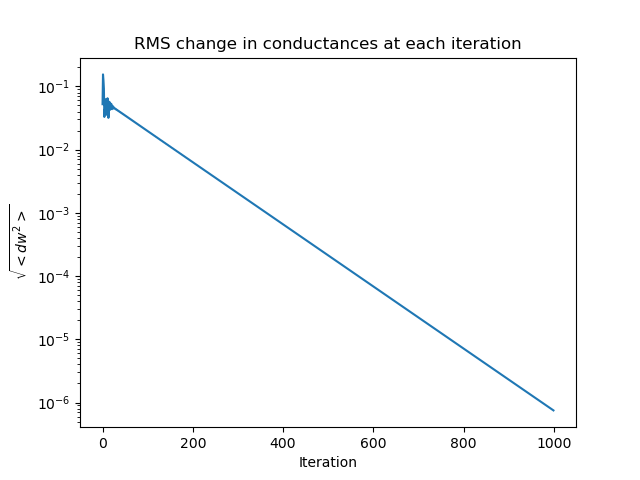 RMS change in conductances at each iteration
10⁻¹
10⁻²
10⁻³
10⁻⁴
10⁻⁵
10⁻⁶
√<dw²>
0 200 400 600 800 1000
Iteration